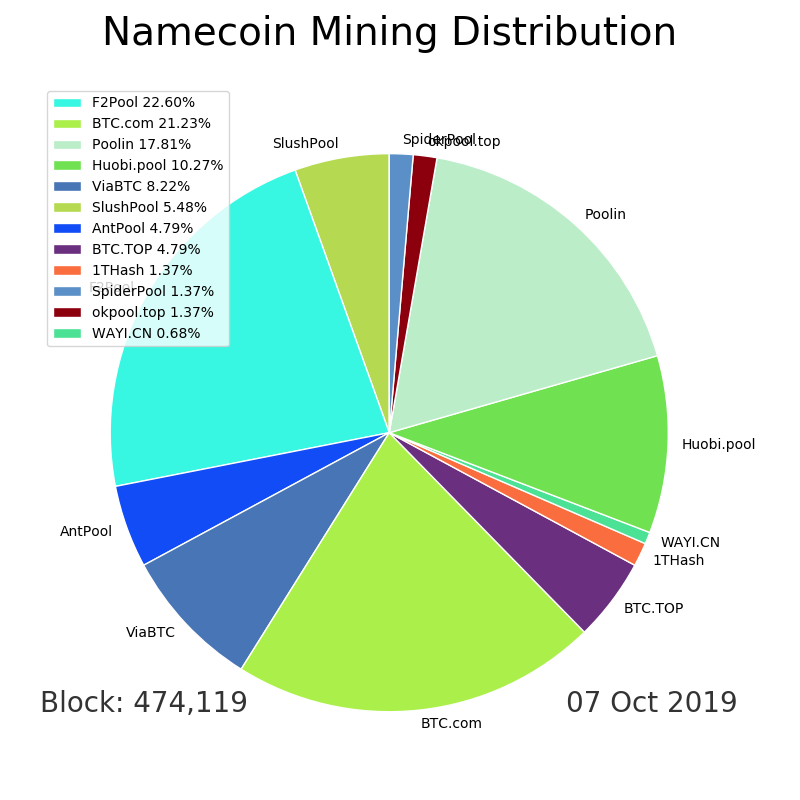 Namecoin Mining Distribution
F2Pool 22.60%
BTC.com 21.23%
Poolin 17.81%
Huobi.pool 10.27%
ViaBTC 8.22%
SlushPool 5.48%
AntPool 4.79%
BTC.TOP 4.79%
1THash 1.37%
SpiderPool 1.37%
okpool.top 1.37%
WAYI.CN 0.68%
SlushPool
SpiderPool
okpool.top
Poolin
F2Pool
Huobi.pool
AntPool
WAYI.CN
1THash
BTC.TOP
ViaBTC
BTC.com
Block: 474,119
07 Oct 2019